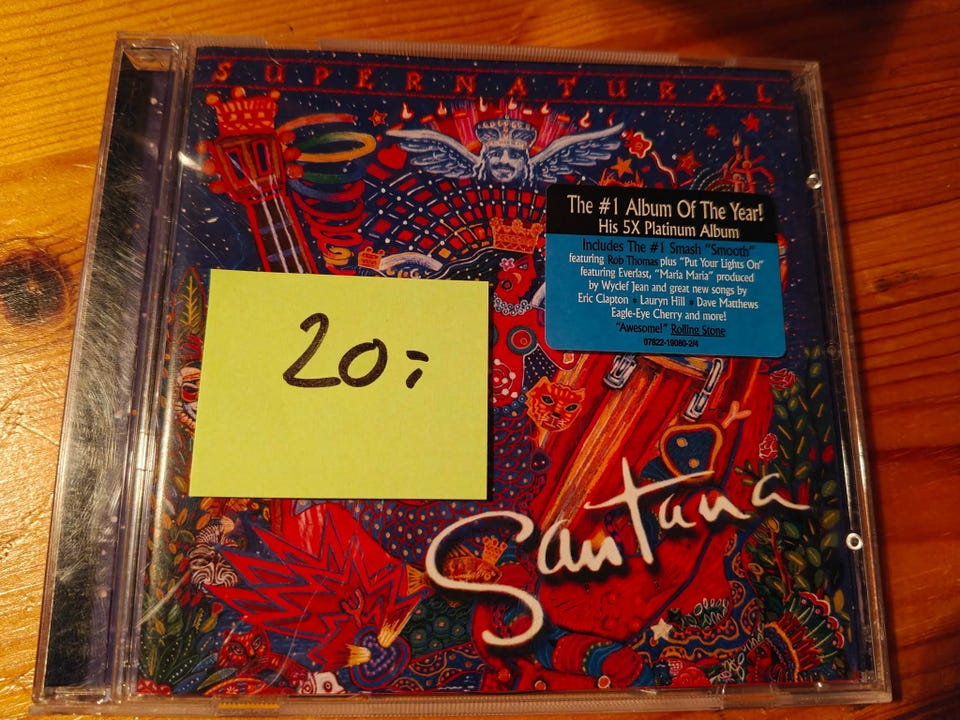 SUPERNATURAL
The #1 Album Of The Year!
His 5X Platinum Album
Includes The #1 Smash "Smooth"
featuring Rob Thomas plus "Put Your Lights On"
featuring Everlast, "Maria Maria" produced
by Wyclef Jean and great new songs by
Eric Clapton • Lauryn Hill • Dave Matthews
Eagle-Eye Cherry and more!
"Awesome!" Rolling Stone
07822-19080-2/4
20:-
Santana